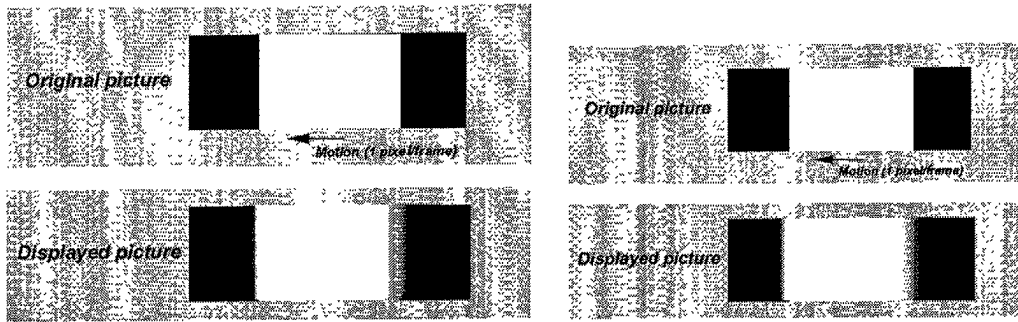 Original picture
Motion (1 pixel/frame)
Displayed picture
Original picture
Motion (1 pixel/frame)
Displayed picture